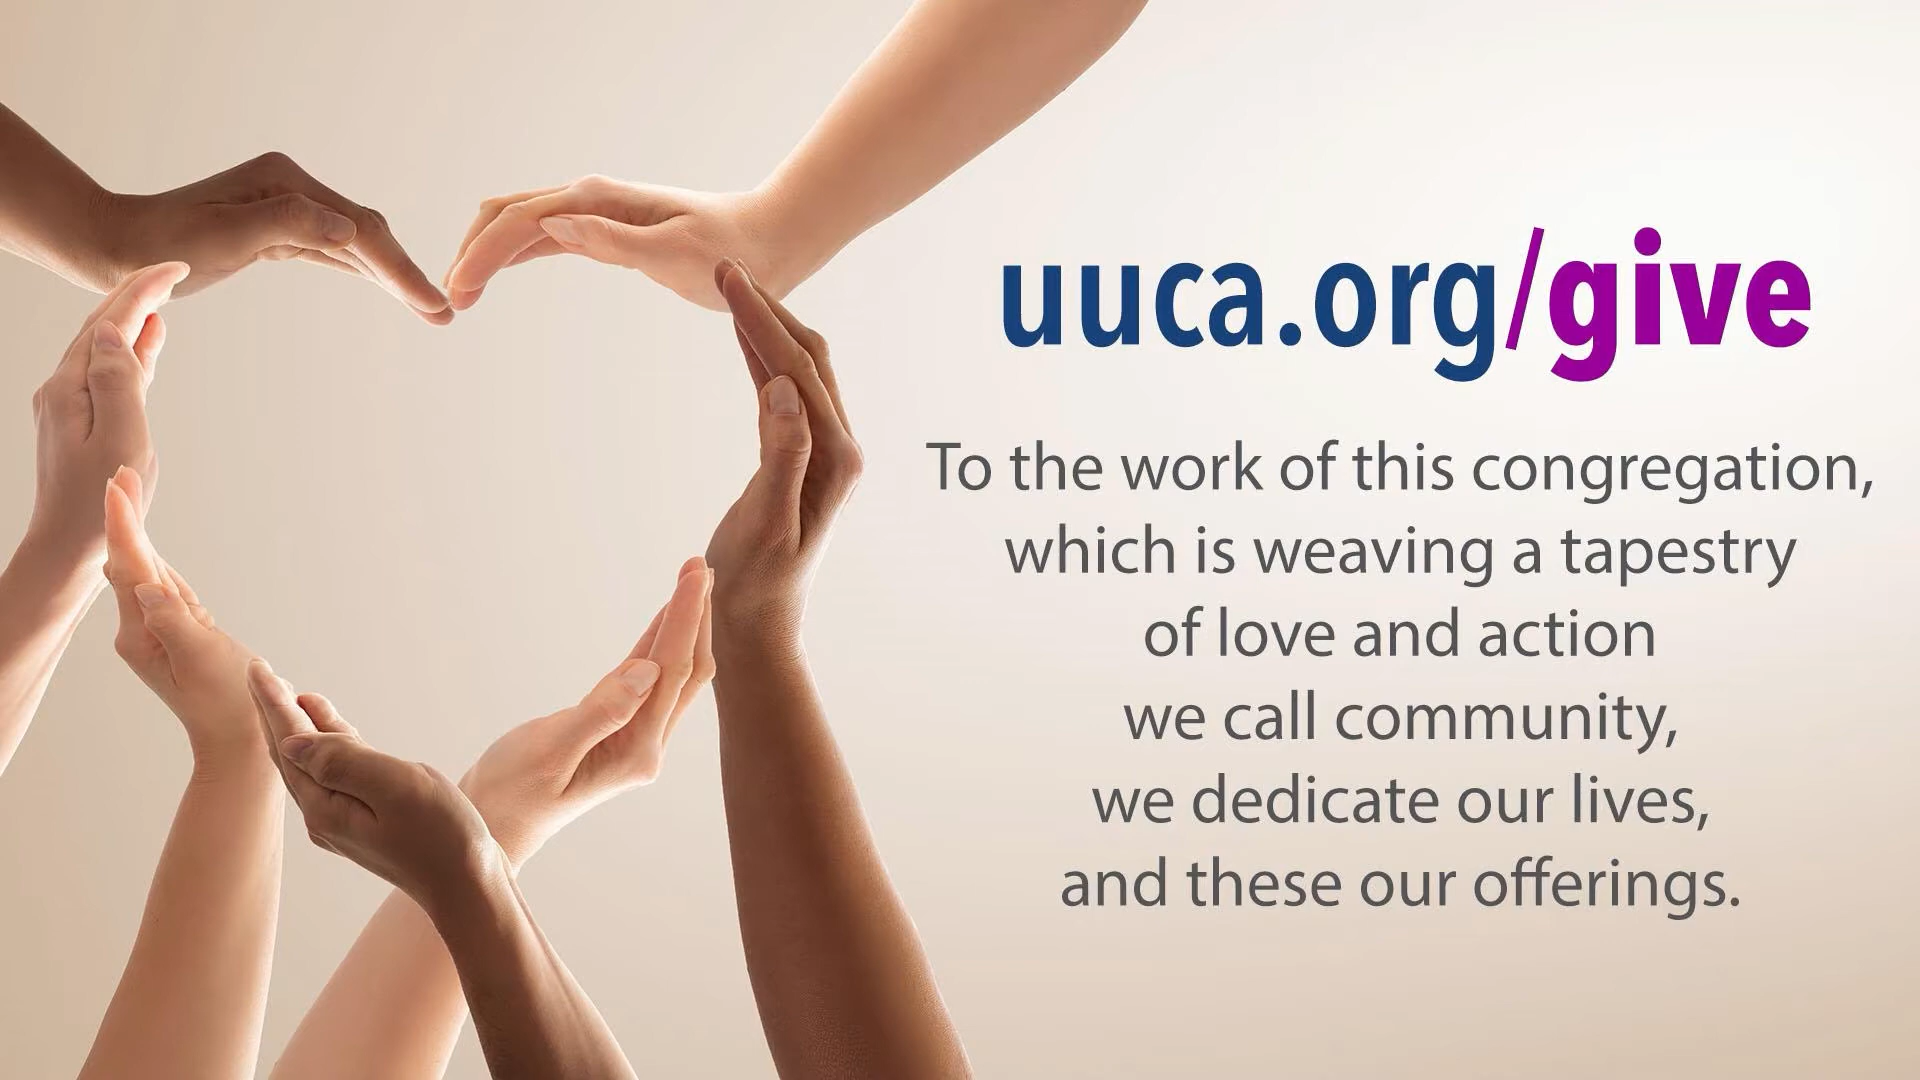 uuca.org/give
To the work of this congregation,
which is weaving a tapestry
of love and action
we call community,
we dedicate our lives,
and these our offerings.